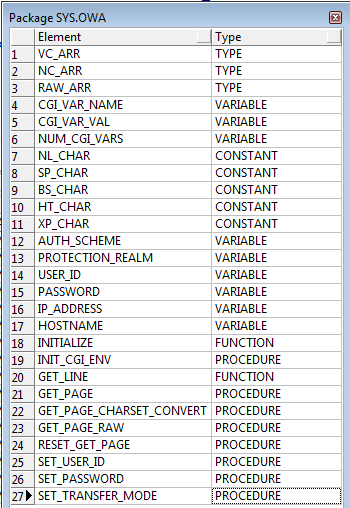 Package SYS.OWA
Element Type
1 VC_ARR TYPE
2 NC_ARR TYPE
3 RAW_ARR TYPE
4 CGI_VAR_NAME VARIABLE
5 CGI_VAR_VAL VARIABLE
6 NUM_CGI_VARS VARIABLE
7 NL_CHAR CONSTANT
8 SP_CHAR CONSTANT
9 BS_CHAR CONSTANT
10 HT_CHAR CONSTANT
11 XP_CHAR CONSTANT
12 AUTH_SCHEME VARIABLE
13 PROTECTION_REALM VARIABLE
14 USER_ID VARIABLE
15 PASSWORD VARIABLE
16 IP_ADDRESS VARIABLE
17 HOSTNAME VARIABLE
18 INITIALIZE FUNCTION
19 INIT_CGI_ENV PROCEDURE
20 GET_LINE FUNCTION
21 GET_PAGE PROCEDURE
22 GET_PAGE_CHARSET_CONVERT PROCEDURE
23 GET_PAGE_RAW PROCEDURE
24 RESET_GET_PAGE PROCEDURE
25 SET_USER_ID PROCEDURE
26 SET_PASSWORD PROCEDURE
27 SET_TRANSFER_MODE PROCEDURE